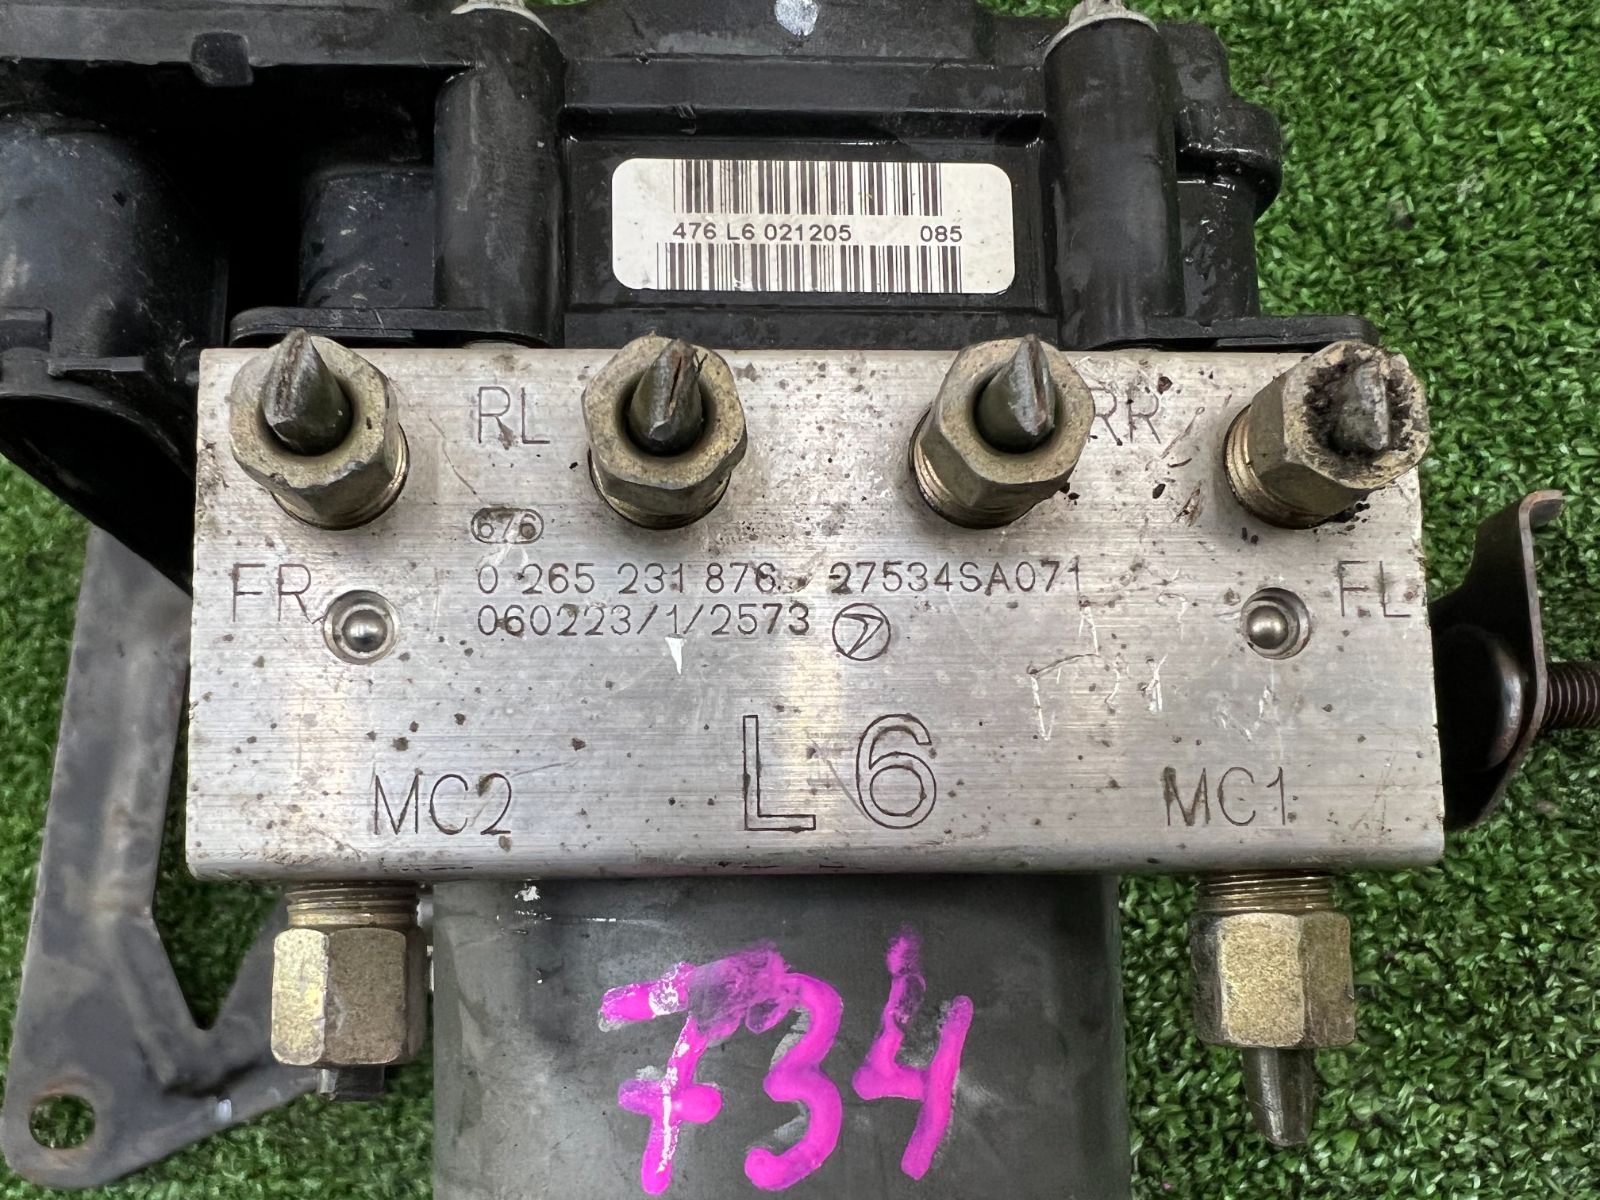 476 L6 021205 085
RL
RR
676
FR
0 265 231 876
27534SA071
FL
060223/1/2573
L6
MC2
MC1
734